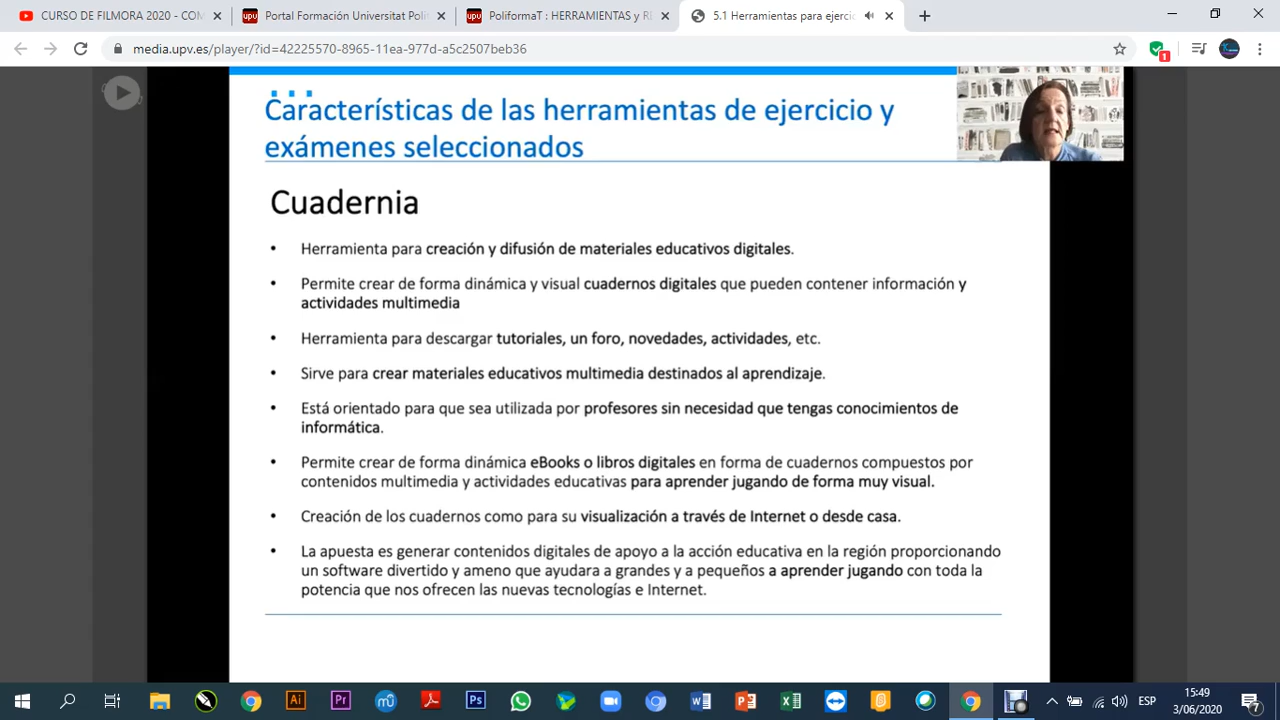 CURSO DE FILMORA 2020 - COM
Portal Formación Universitat Poli
PoliformaT : HERRAMIENTAS y R
5.1 Herramientas para ejercic
media.upv.es/player/?id=42225570-8965-11ea-977d-a5c2507beb36
1
...
Características de las herramientas de ejercicio y
exámenes seleccionados
Cuadernia
• Herramienta para creación y difusión de materiales educativos digitales.
• Permite crear de forma dinámica y visual cuadernos digitales que pueden contener información y
actividades multimedia
• Herramienta para descargar tutoriales, un foro, novedades, actividades, etc.
• Sirve para crear materiales educativos multimedia destinados al aprendizaje.
• Está orientado para que sea utilizada por profesores sin necesidad que tengas conocimientos de
informática.
• Permite crear de forma dinámica eBooks o libros digitales en forma de cuadernos compuestos por
contenidos multimedia y actividades educativas para aprender jugando de forma muy visual.
• Creación de los cuadernos como para su visualización a través de Internet o desde casa.
• La apuesta es generar contenidos digitales de apoyo a la acción educativa en la región proporcionando
un software divertido y ameno que ayudara a grandes y a pequeños a aprender jugando con toda la
potencia que nos ofrecen las nuevas tecnologías e Internet.
ESP
15:49
3/06/2020
7